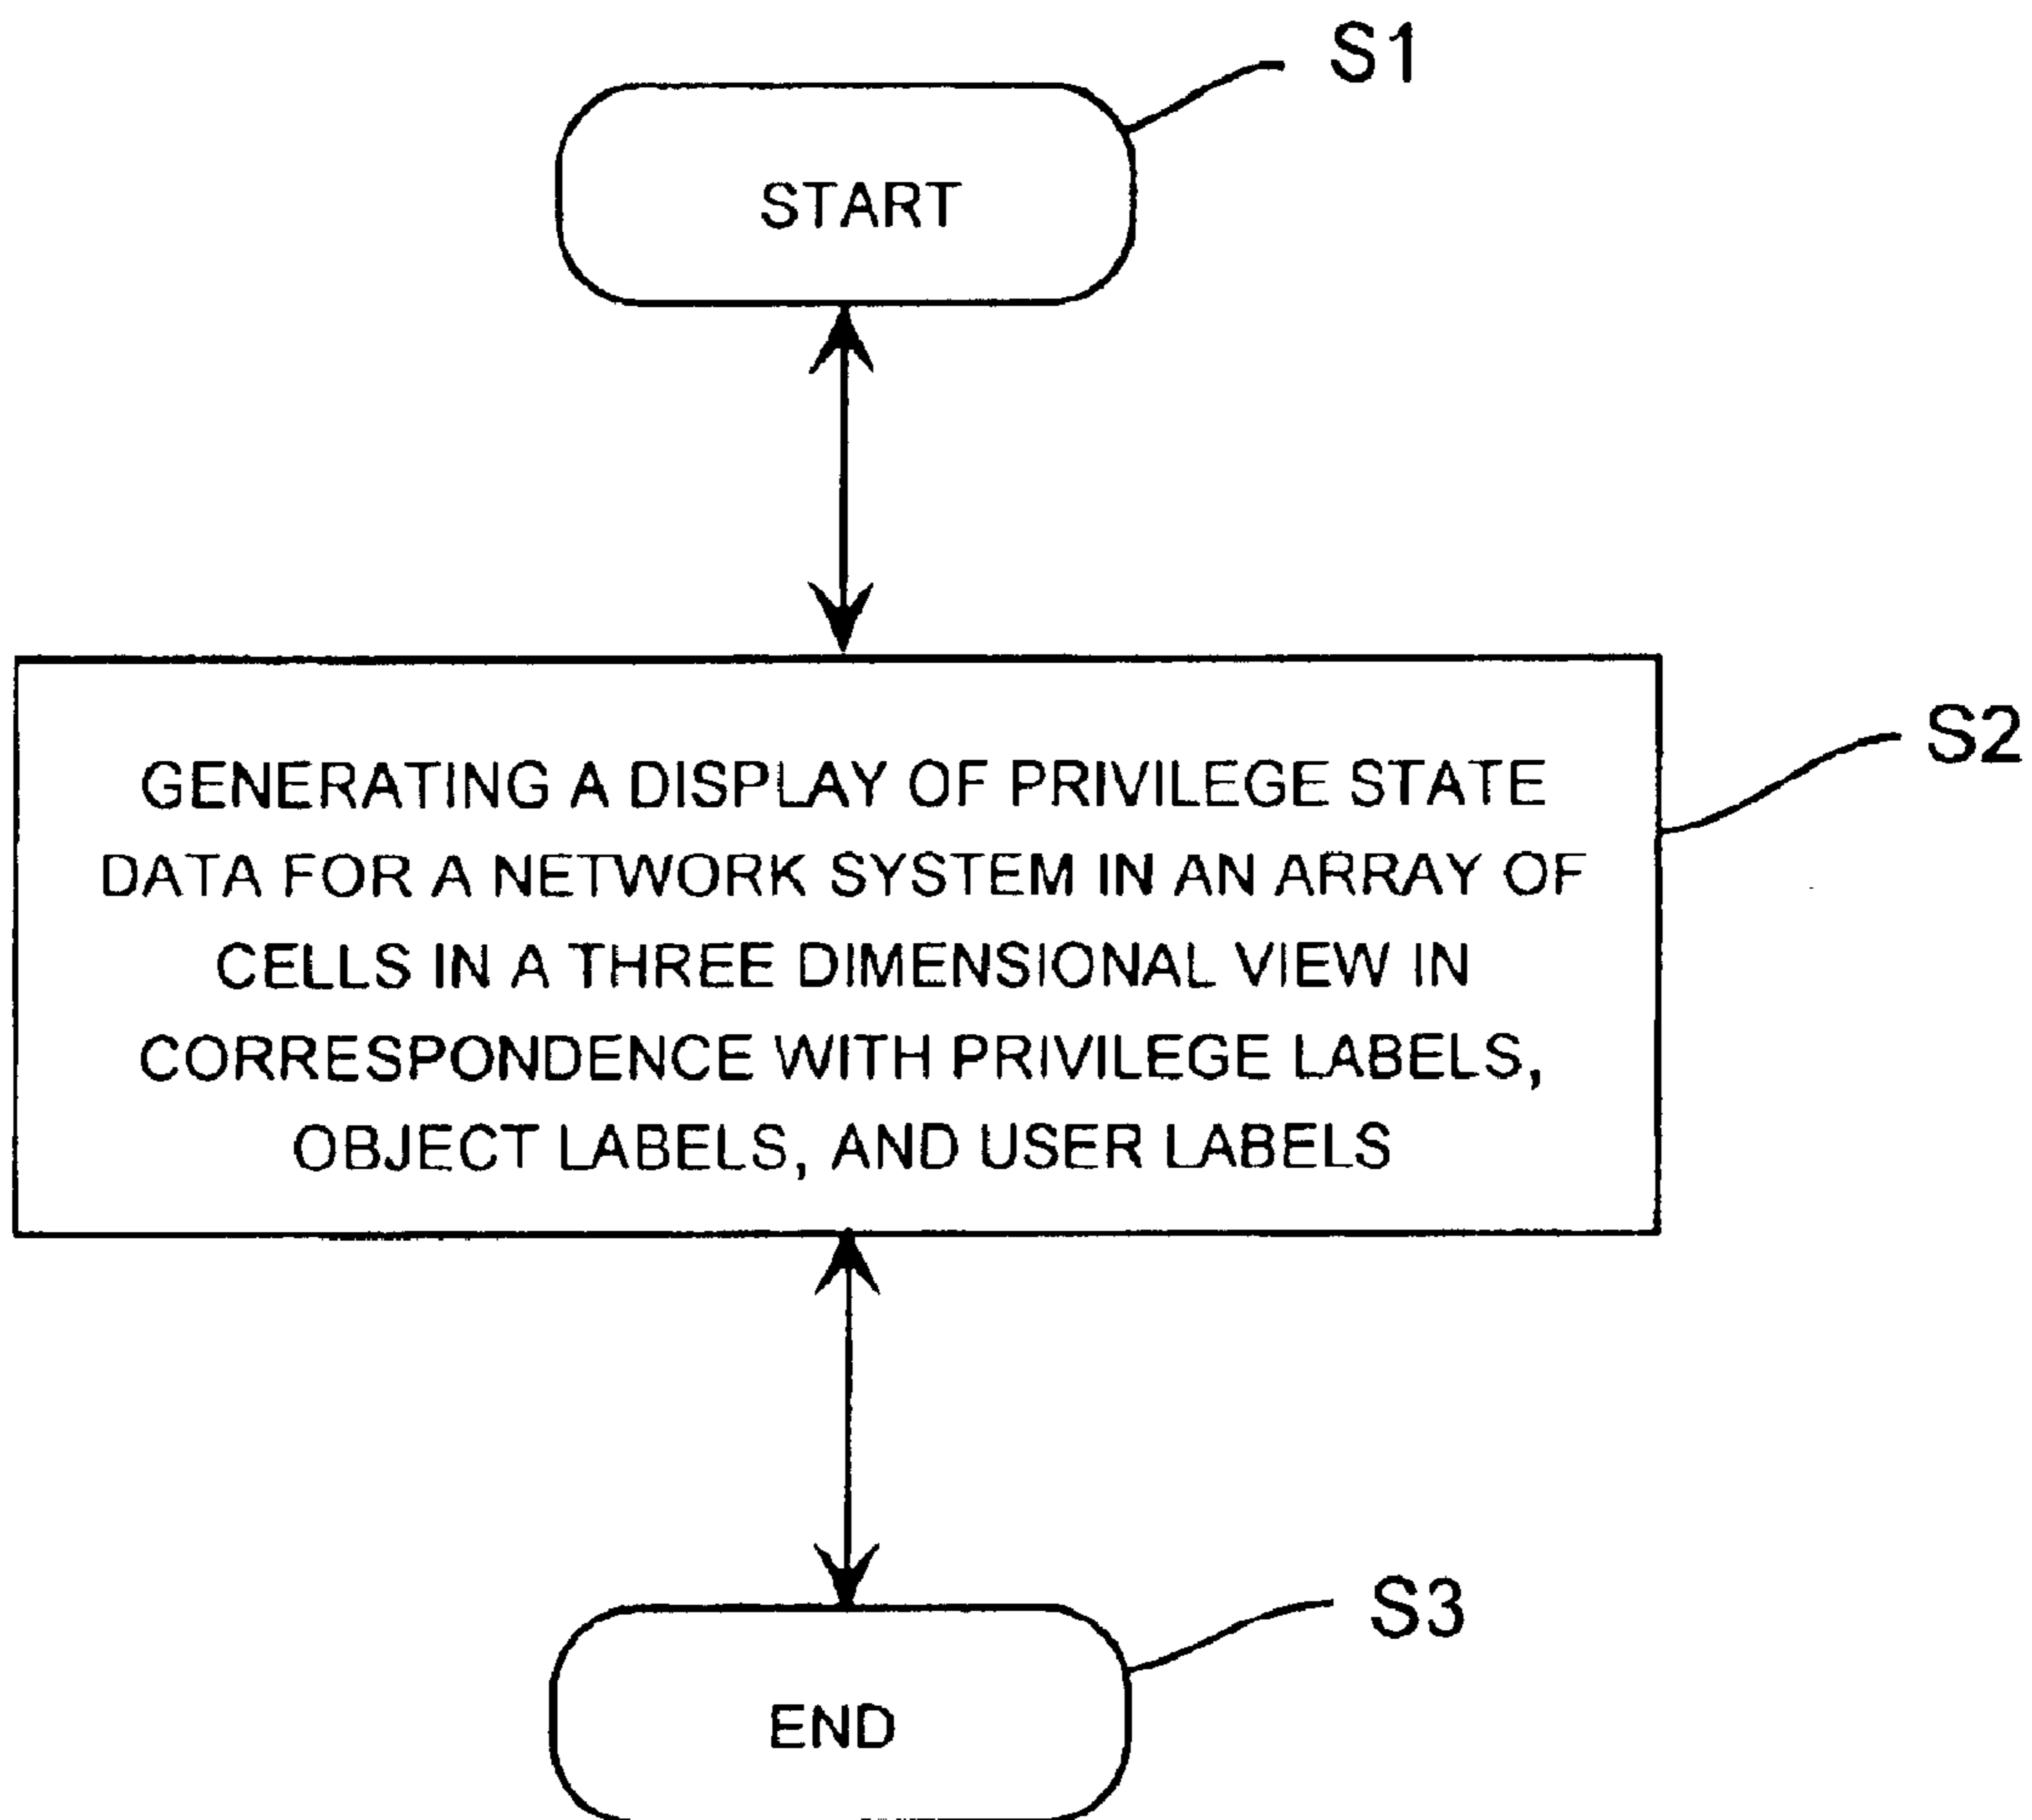 S1
START
S2
GENERATING A DISPLAY OF PRIVILEGE STATE
DATA FOR A NETWORK SYSTEM IN AN ARRAY OF
CELLS IN A THREE DIMENSIONAL VIEW IN
CORRESPONDENCE WITH PRIVILEGE LABELS,
OBJECT LABELS, AND USER LABELS
S3
END